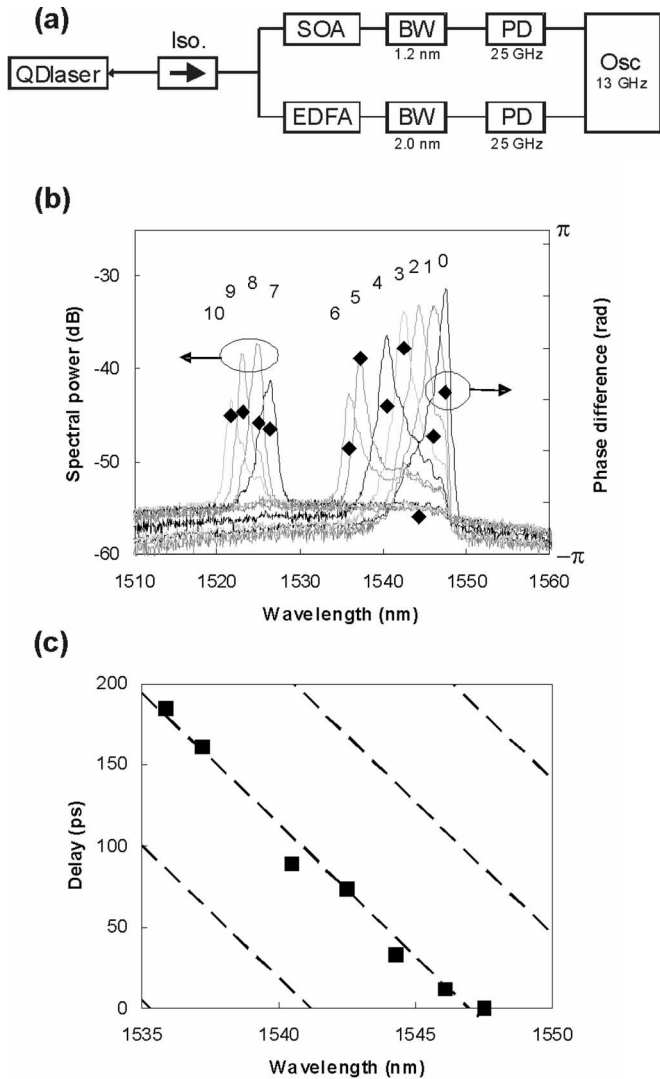 (a)
Iso.
QDlaser
SOA
BW
1.2 nm
PD
25 GHz
Osc
13 GHz
EDFA
BW
2.0 nm
PD
25 GHz
(b)
π
-30
-40
-50
-60
Spectral power (dB)
10 9 8 7
6 5 4 3 2 1 0
Phase difference (rad)
−π
1510 1520 1530 1540 1550 1560
Wavelength (nm)
(c)
200
150
100
50
0
Delay (ps)
1535 1540 1545 1550
Wavelength (nm)